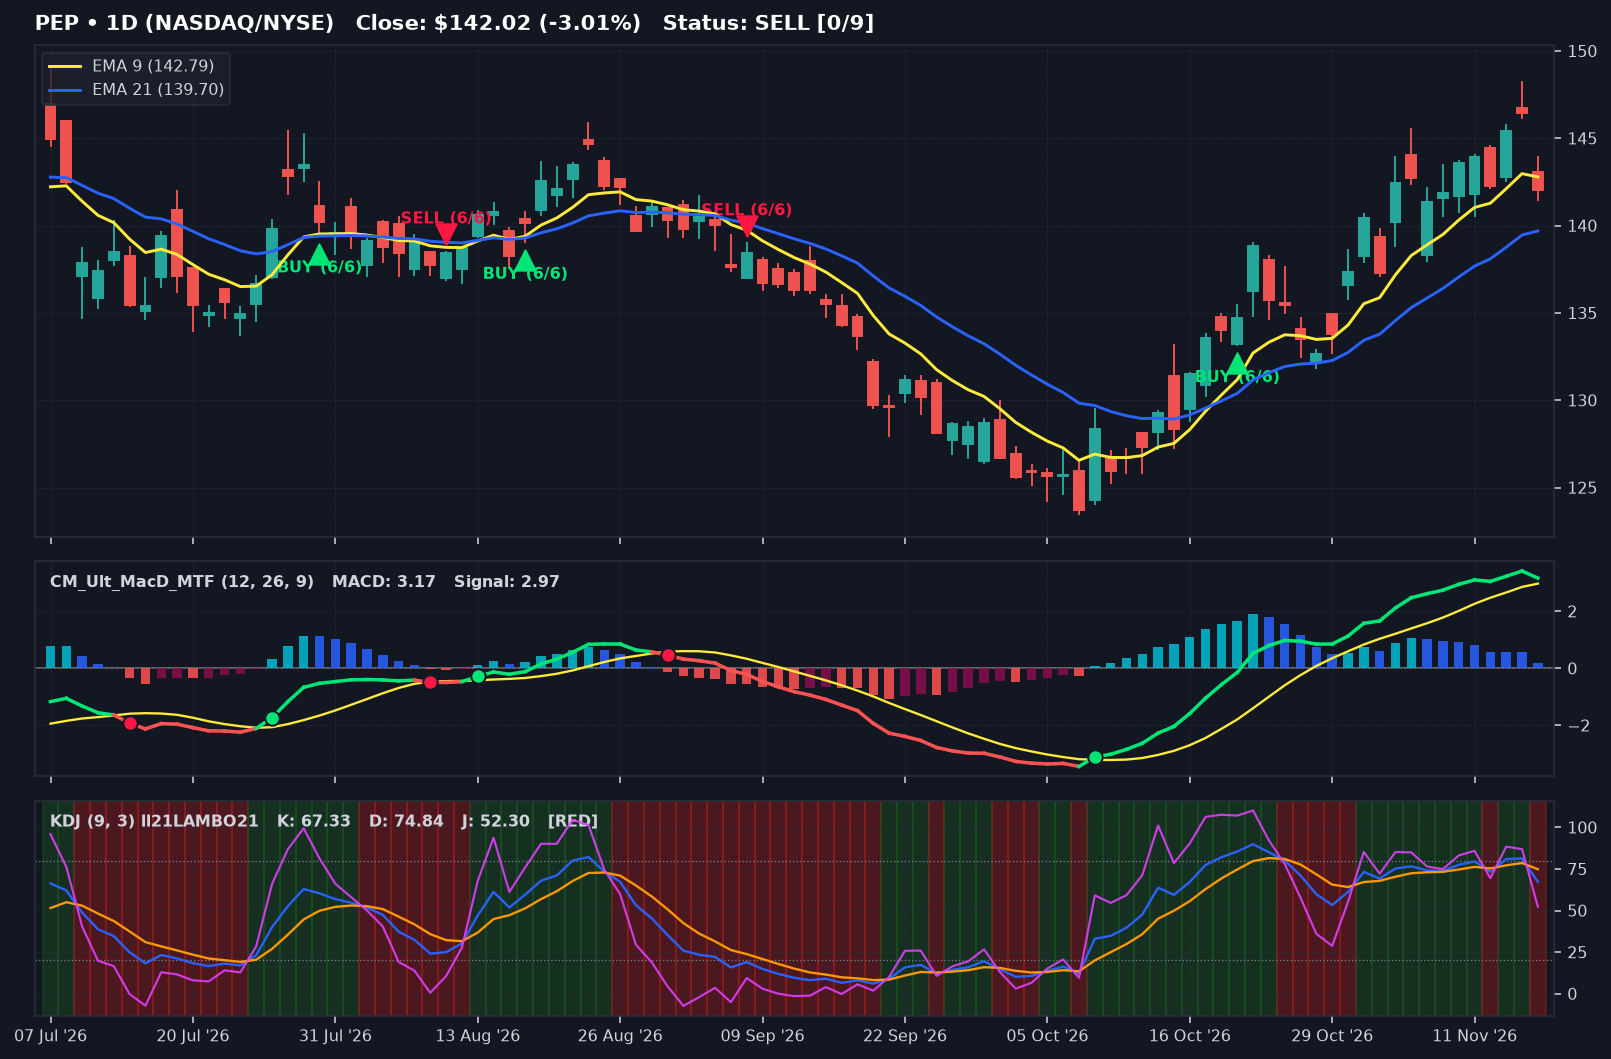 PEP • 1D (NASDAQ/NYSE)   Close: $142.02 (-3.01%)   Status: SELL [0/9]
EMA 9 (142.79)
EMA 21 (139.70)
150
145
140
135
130
125
SELL (6/6)
SELL (6/6)
BUY (6/6)
BUY (6/6)
BUY (6/6)
CM_Ult_MacD_MTF (12, 26, 9)   MACD: 3.17   Signal: 2.97
2
0
−2
KDJ (9, 3) II21LAMBO21   K: 67.33   D: 74.84   J: 52.30   [RED]
100
75
50
25
0
07 Jul '26
20 Jul '26
31 Jul '26
13 Aug '26
26 Aug '26
09 Sep '26
22 Sep '26
05 Oct '26
16 Oct '26
29 Oct '26
11 Nov '26